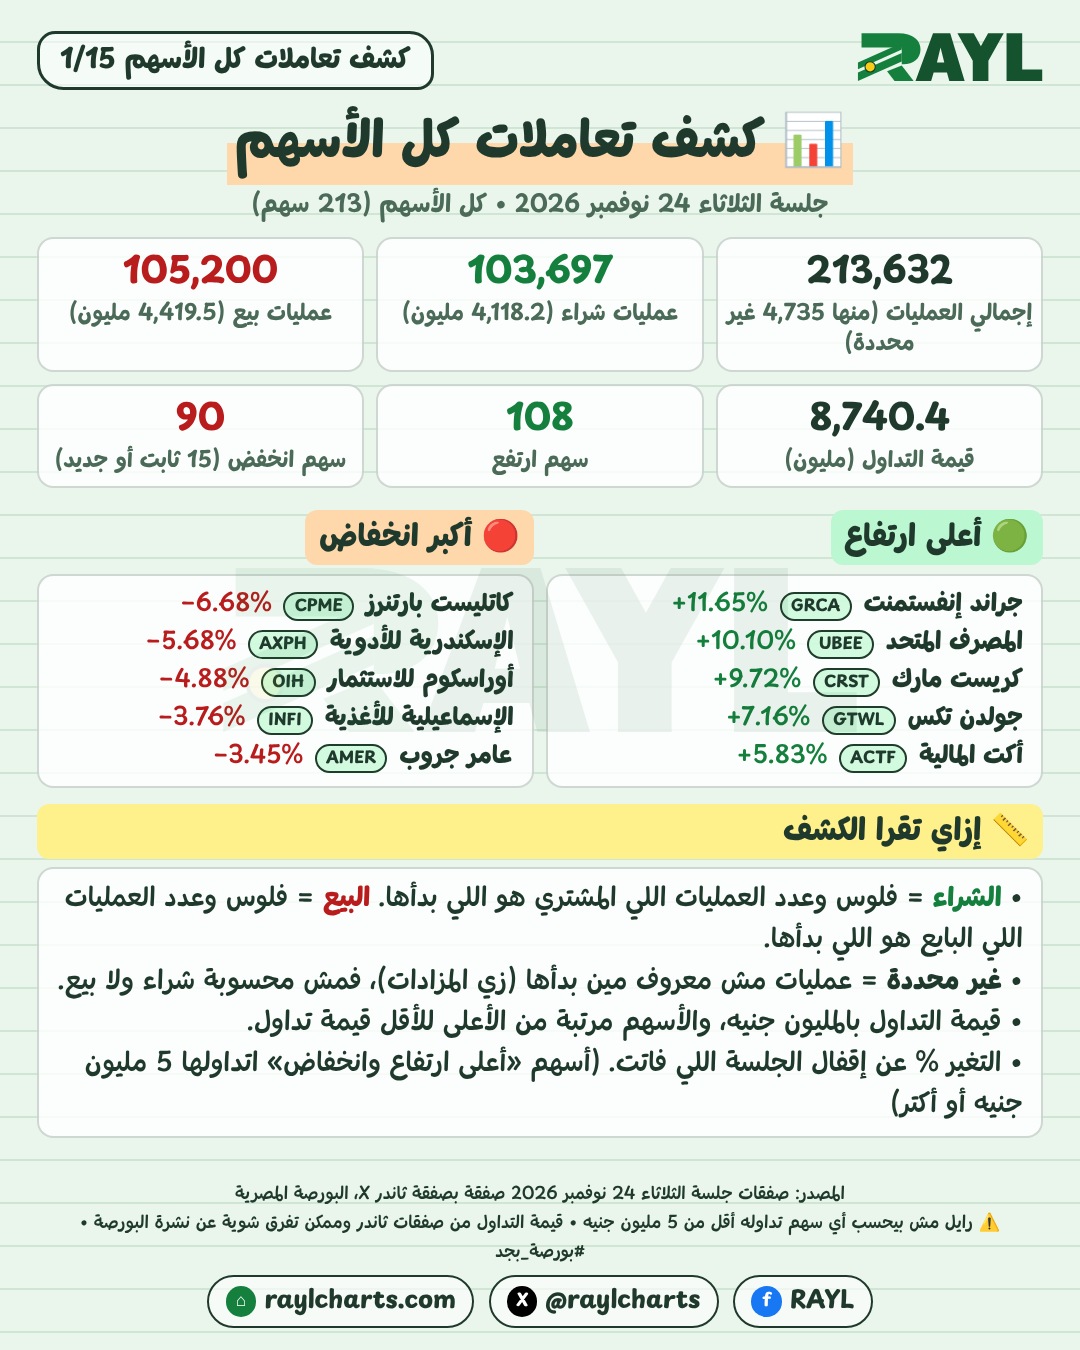 RAYL
كشف تعاملات كل الأسهم 1/15
📊 كشف تعاملات كل الأسهم
جلسة الثلاثاء 24 نوفمبر 2026 • كل الأسهم (213 سهم)
213,632
إجمالي العمليات (منها 4,735 غير
محددة)
103,697
عمليات شراء (4,118.2 مليون)
105,200
عمليات بيع (4,419.5 مليون)
8,740.4
قيمة التداول (مليون)
108
سهم ارتفع
90
سهم انخفض (15 ثابت أو جديد)
🟢 أعلى ارتفاع
جراند إنفستمنت GRCA +11.65%
المصرف المتحد UBEE +10.10%
كريست مارك CRST +9.72%
جولدن تكس GTWL +7.16%
أكت المالية ACTF +5.83%
🔴 أكبر انخفاض
كاتليست بارتنرز CPME −6.68%
الإسكندرية للأدوية AXPH −5.68%
أوراسكوم للاستثمار OIH −4.88%
الإسماعيلية للأغذية INFI −3.76%
عامر جروب AMER −3.45%
RAYL
📏 إزاي تقرا الكشف
• الشراء = فلوس وعدد العمليات اللي المشتري هو اللي بدأها. البيع = فلوس وعدد العمليات
اللي البايع هو اللي بدأها.
• غير محددة = عمليات مش معروف مين بدأها (زي المزادات)، فمش محسوبة شراء ولا بيع.
• قيمة التداول بالمليون جنيه، والأسهم مرتبة من الأعلى للأقل قيمة تداول.
• التغير % عن إقفال الجلسة اللي فاتت. (أسهم «أعلى ارتفاع وانخفاض» اتداولها 5 مليون
جنيه أو أكتر)
المصدر: صفقات جلسة الثلاثاء 24 نوفمبر 2026 صفقة بصفقة ثاندر X، البورصة المصرية
⚠️ رايل مش بيحسب أي سهم تداوله أقل من 5 مليون جنيه • قيمة التداول من صفقات ثاندر وممكن تفرق شوية عن نشرة البورصة •
#بورصة_بجد
RAYL
@raylcharts
raylcharts.com